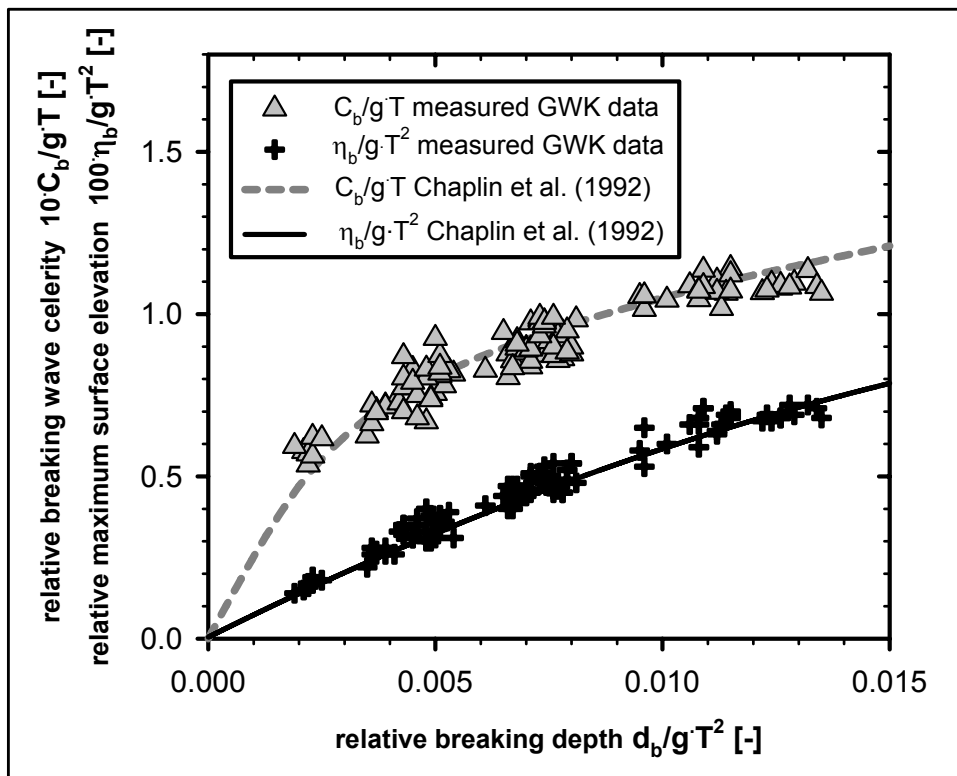 relative breaking wave celerity 10·C_b/g·T [-]
relative maximum surface elevation 100·η_b/g·T² [-]
C_b/g·T measured GWK data
η_b/g·T² measured GWK data
C_b/g·T Chaplin et al. (1992)
η_b/g·T² Chaplin et al. (1992)
1.5
1.0
0.5
0.0
0.000 0.005 0.010 0.015
relative breaking depth d_b/g·T² [-]